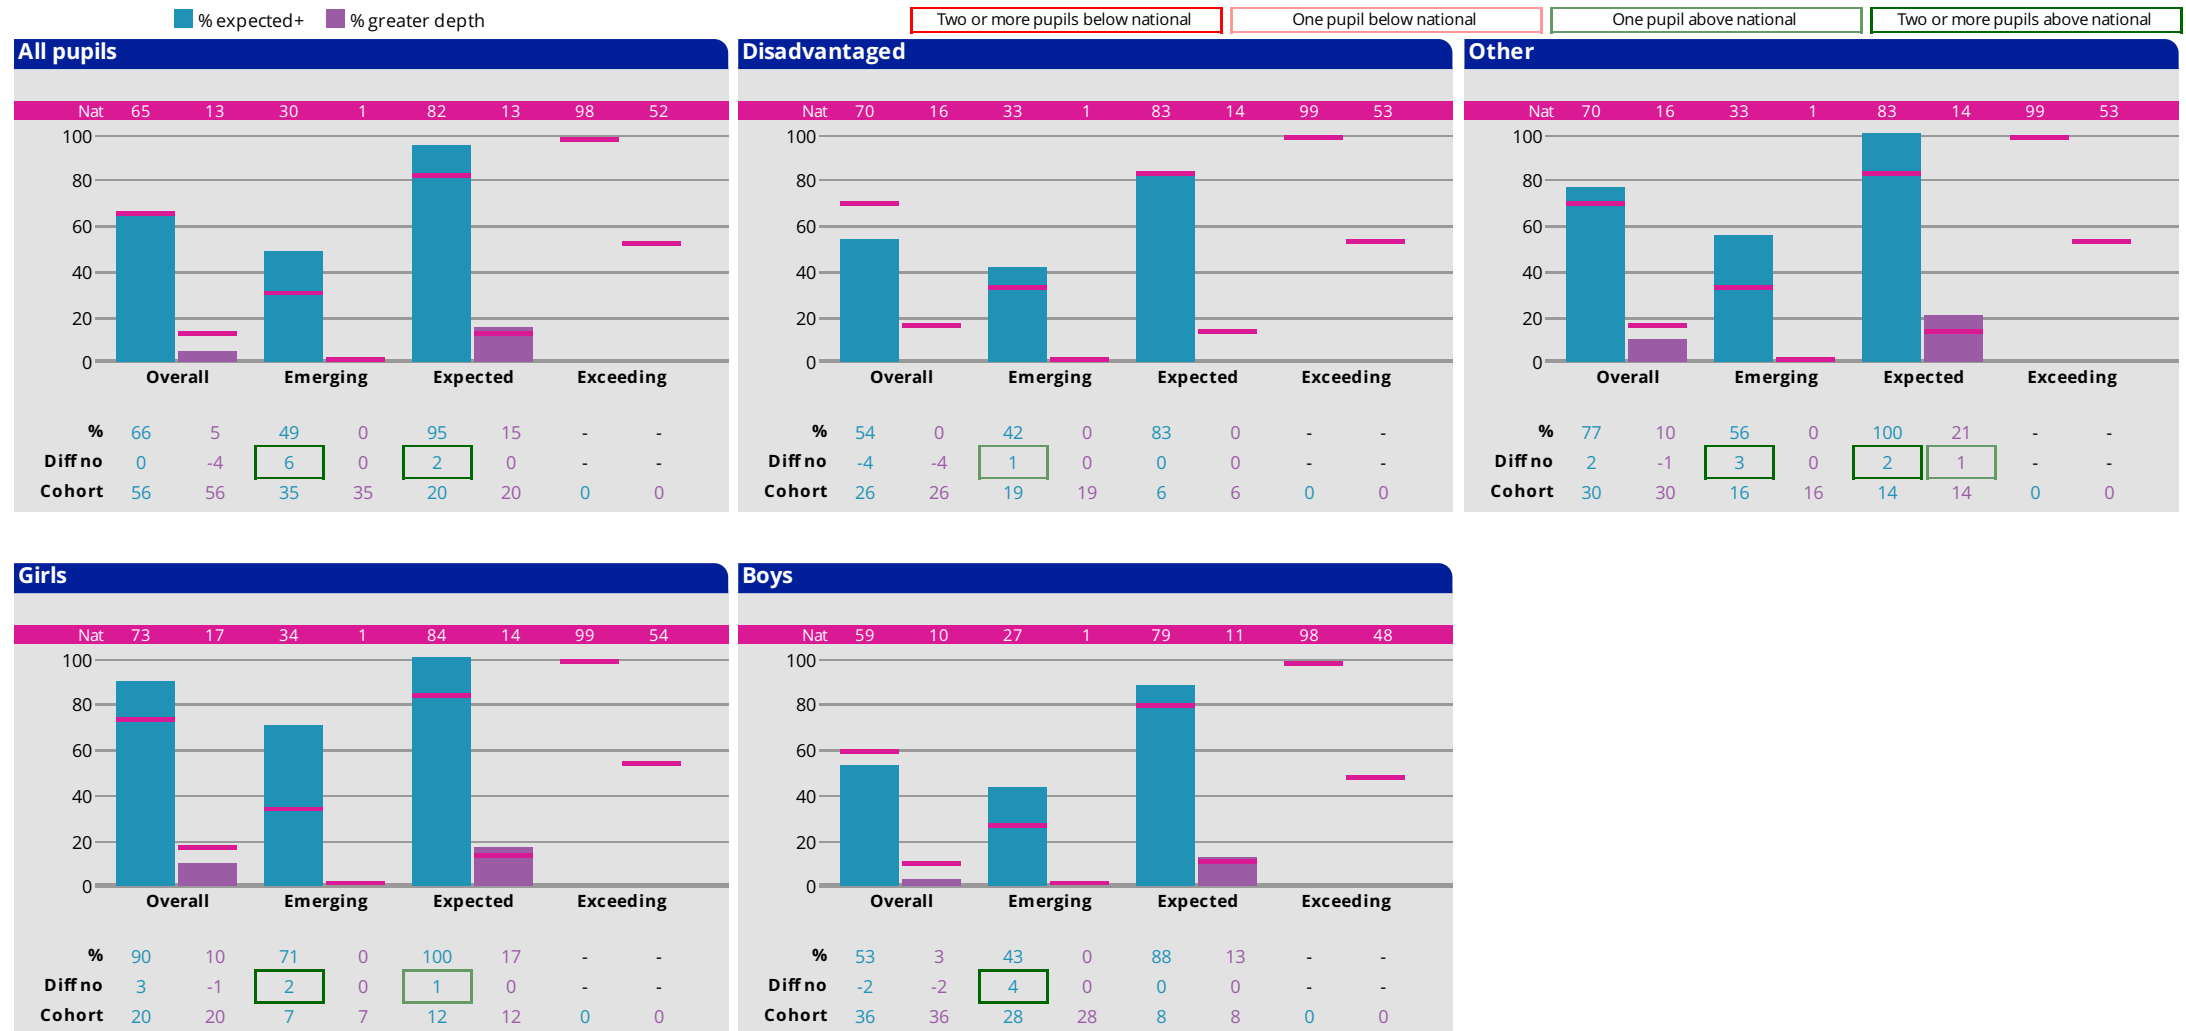 % expected+ % greater depth Two or more pupils below national One pupil below national One pupil above national Two or more pupils above national
All pupils
Nat 65 13 30 1 82 13 98 52
100
80
60
40
20
0
Overall Emerging Expected Exceeding
% 66 5 49 0 95 15 - -
Diff no 0 -4 6 0 2 0 - -
Cohort 56 56 35 35 20 20 0 0
Disadvantaged
Nat 70 16 33 1 83 14 99 53
100
80
60
40
20
0
Overall Emerging Expected Exceeding
% 54 0 42 0 83 0 - -
Diff no -4 -4 1 0 0 0 - -
Cohort 26 26 19 19 6 6 0 0
Other
Nat 70 16 33 1 83 14 99 53
100
80
60
40
20
0
Overall Emerging Expected Exceeding
% 77 10 56 0 100 21 - -
Diff no 2 -1 3 0 2 1 - -
Cohort 30 30 16 16 14 14 0 0
Girls
Nat 73 17 34 1 84 14 99 54
100
80
60
40
20
0
Overall Emerging Expected Exceeding
% 90 10 71 0 100 17 - -
Diff no 3 -1 2 0 1 0 - -
Cohort 20 20 7 7 12 12 0 0
Boys
Nat 59 10 27 1 79 11 98 48
100
80
60
40
20
0
Overall Emerging Expected Exceeding
% 53 3 43 0 88 13 - -
Diff no -2 -2 4 0 0 0 - -
Cohort 36 36 28 28 8 8 0 0